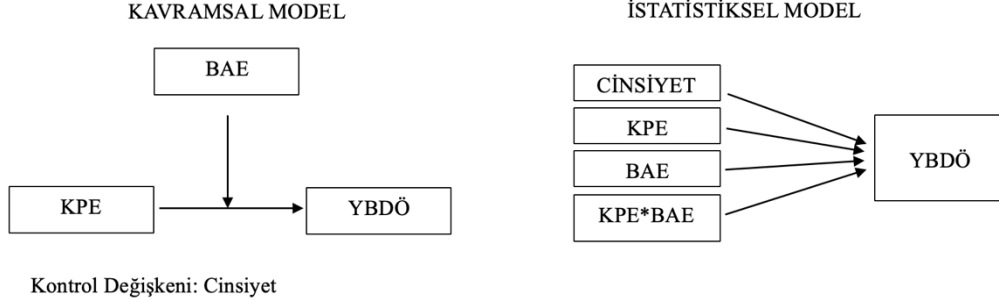 KAVRAMSAL MODEL
BAE
KPE
YBDÖ
Kontrol Değişkeni: Cinsiyet
İSTATİSTİKSEL MODEL
CİNSİYET
KPE
BAE
KPE*BAE
YBDÖ